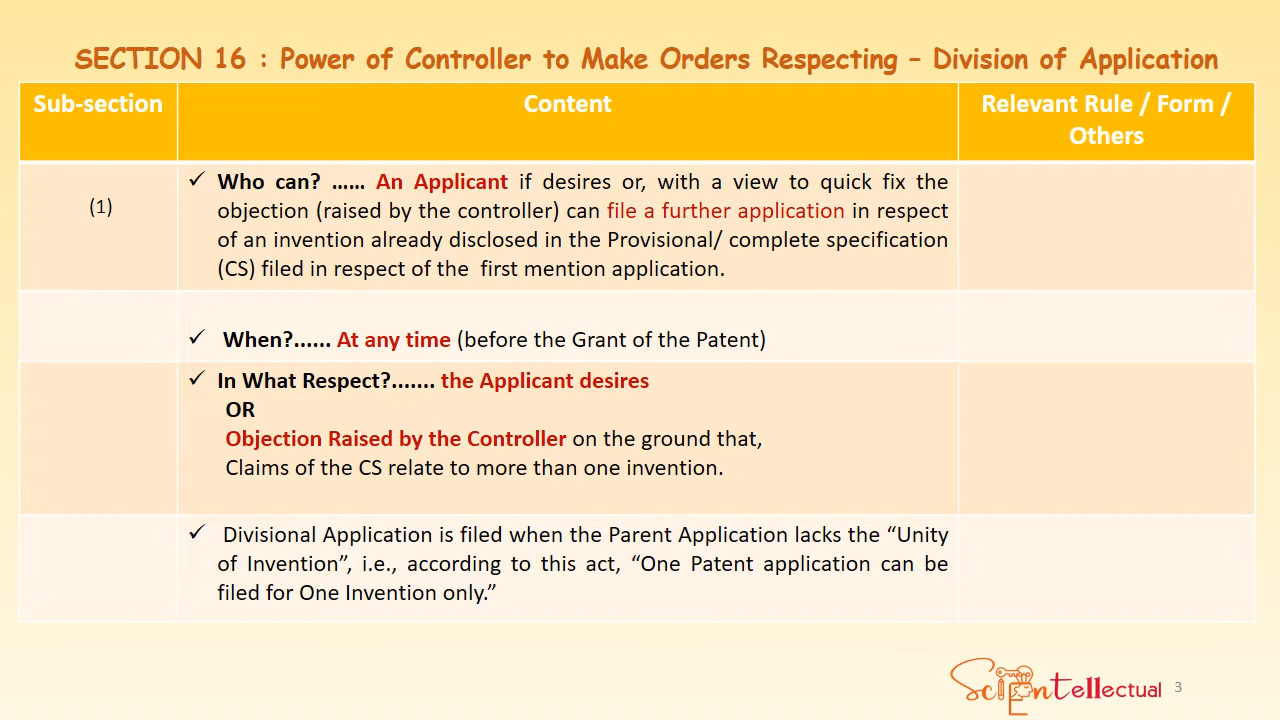 SECTION 16 : Power of Controller to Make Orders Respecting – Division of Application
Sub-section
Content
Relevant Rule / Form /
Others
(1)
✓ Who can? …… An Applicant if desires or, with a view to quick fix the
objection (raised by the controller) can file a further application in respect
of an invention already disclosed in the Provisional/ complete specification
(CS) filed in respect of the first mention application.
✓ When?...... At any time (before the Grant of the Patent)
✓ In What Respect?....... the Applicant desires
OR
Objection Raised by the Controller on the ground that,
Claims of the CS relate to more than one invention.
✓ Divisional Application is filed when the Parent Application lacks the “Unity
of Invention”, i.e., according to this act, “One Patent application can be
filed for One Invention only.”
Scientellectual
3